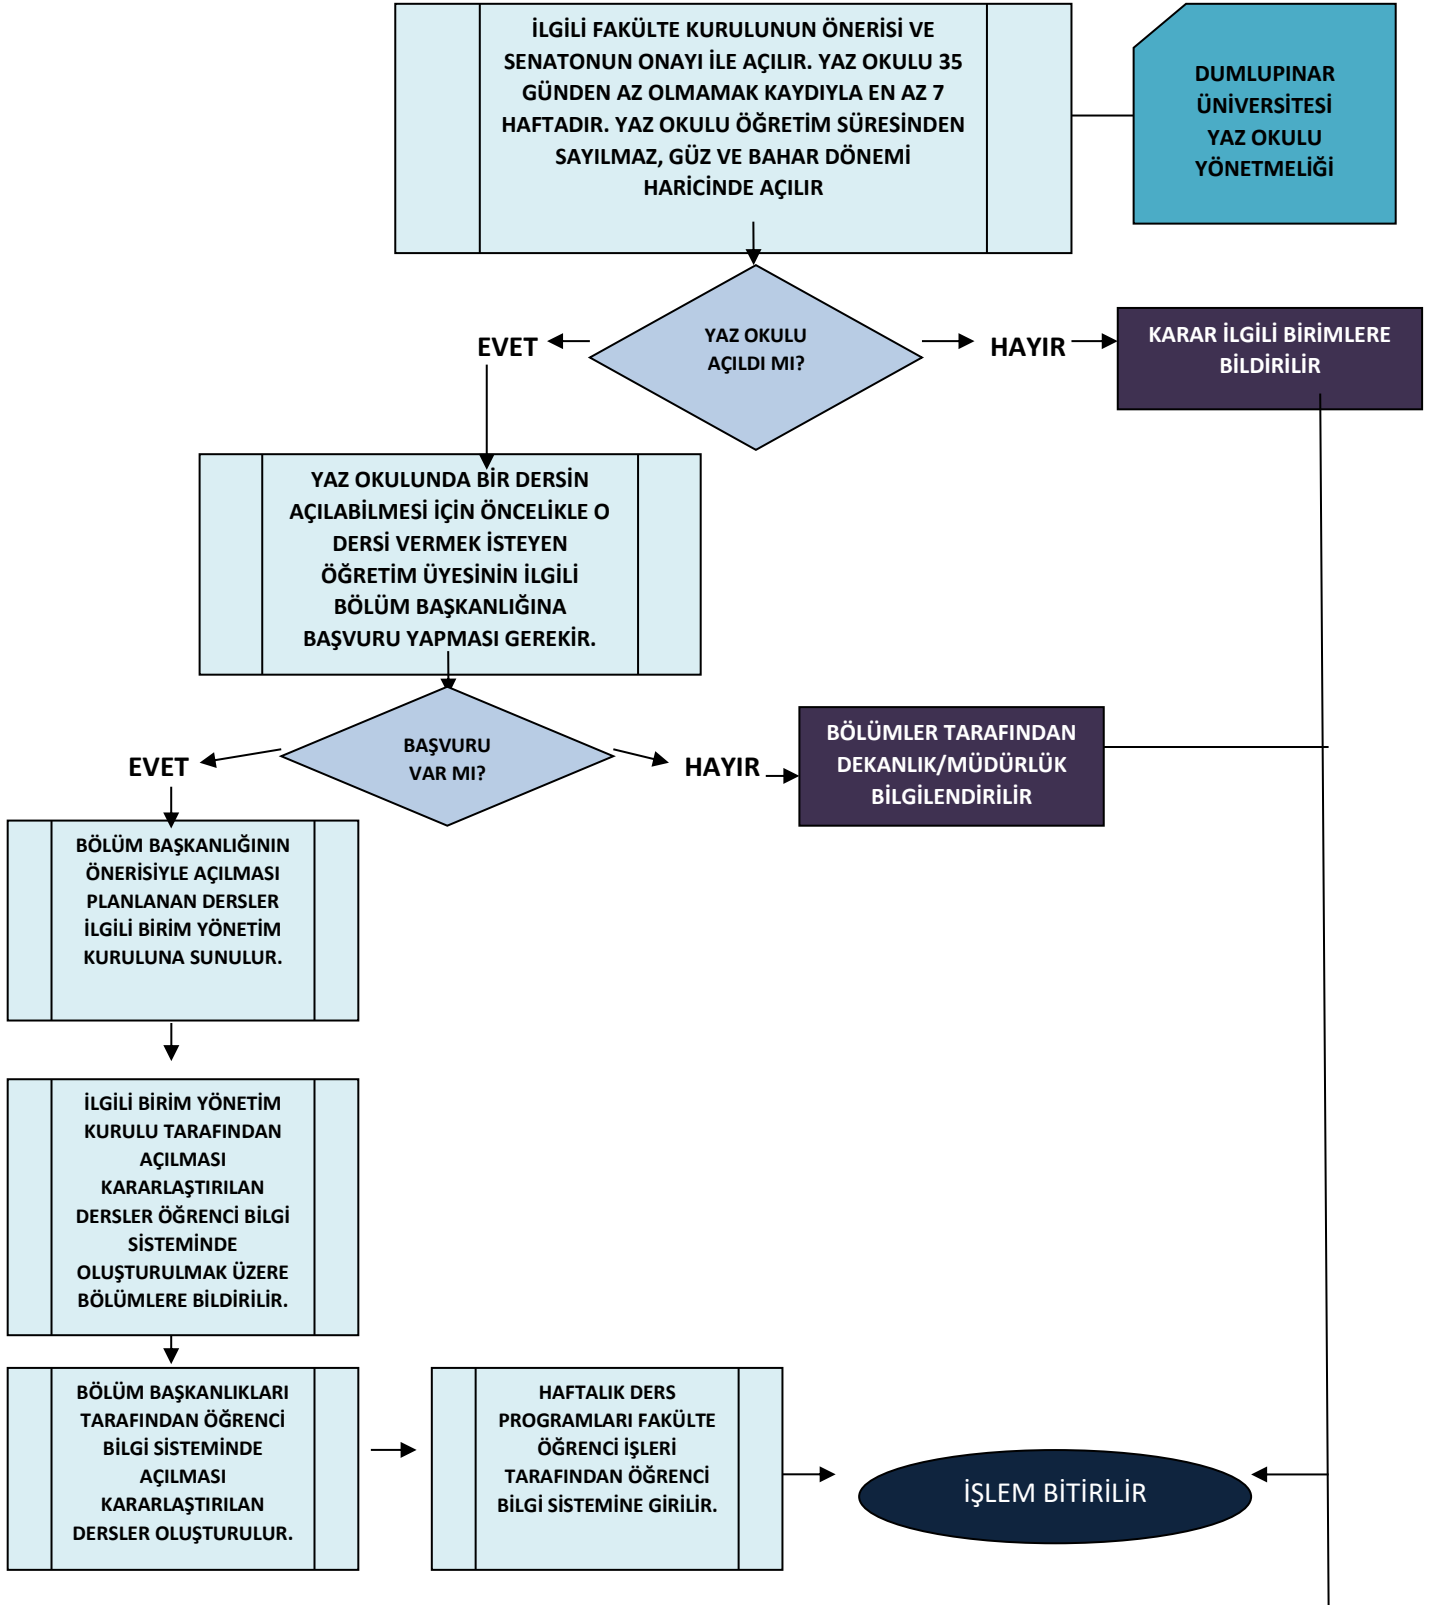 İLGİLİ FAKÜLTE KURULUNUN ÖNERİSİ VE
SENATONUN ONAYI İLE AÇILIR. YAZ OKULU 35
GÜNDEN AZ OLMAMAK KAYDIYLA EN AZ 7
HAFTADIR. YAZ OKULU ÖĞRETİM SÜRESİNDEN
SAYILMAZ, GÜZ VE BAHAR DÖNEMİ
HARİCİNDE AÇILIR
DUMLUPINAR
ÜNİVERSİTESİ
YAZ OKULU
YÖNETMELİĞİ
YAZ OKULU
AÇILDI MI?
EVET
HAYIR
KARAR İLGİLİ BİRİMLERE
BİLDİRİLİR
YAZ OKULUNDA BİR DERSİN
AÇILABİLMESİ İÇİN ÖNCELİKLE O
DERSİ VERMEK İSTEYEN
ÖĞRETİM ÜYESİNİN İLGİLİ
BÖLÜM BAŞKANLIĞINA
BAŞVURU YAPMASI GEREKİR.
BAŞVURU
VAR MI?
EVET
HAYIR
BÖLÜMLER TARAFINDAN
DEKANLIK/MÜDÜRLÜK
BİLGİLENDİRİLİR
BÖLÜM BAŞKANLIĞININ
ÖNERİSİYLE AÇILMASI
PLANLANAN DERSLER
İLGİLİ BİRİM YÖNETİM
KURULUNA SUNULUR.
İLGİLİ BİRİM YÖNETİM
KURULU TARAFINDAN
AÇILMASI
KARARLAŞTIRILAN
DERSLER ÖĞRENCİ BİLGİ
SİSTEMİNDE
OLUŞTURULMAK ÜZERE
BÖLÜMLERE BİLDİRİLİR.
BÖLÜM BAŞKANLIKLARI
TARAFINDAN ÖĞRENCİ
BİLGİ SİSTEMİNDE
AÇILMASI
KARARLAŞTIRILAN
DERSLER OLUŞTURULUR.
HAFTALIK DERS
PROGRAMLARI FAKÜLTE
ÖĞRENCİ İŞLERİ
TARAFINDAN ÖĞRENCİ
BİLGİ SİSTEMİNE GİRİLİR.
İŞLEM BİTİRİLİR